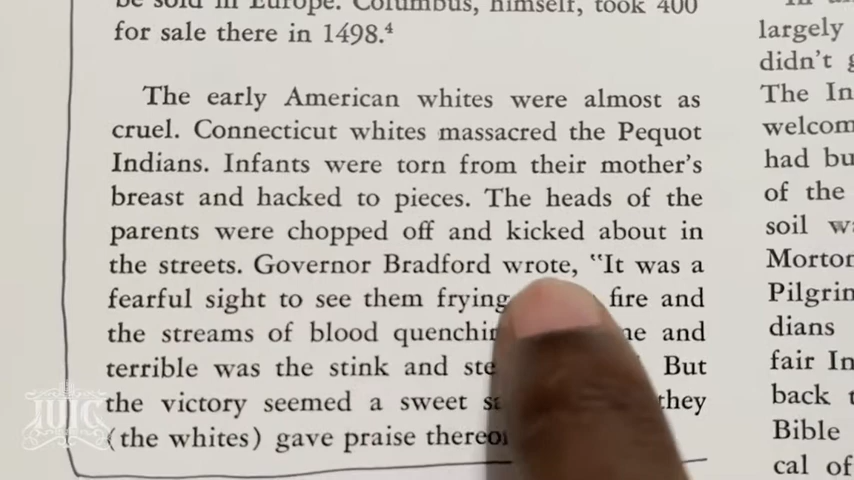 be sold in Europe. Columbus, himself, took 400
for sale there in 1498.⁴
The early American whites were almost as
cruel. Connecticut whites massacred the Pequot
Indians. Infants were torn from their mother's
breast and hacked to pieces. The heads of the
parents were chopped off and kicked about in
the streets. Governor Bradford wrote, "It was a
fearful sight to see them frying fire and
the streams of blood and
terrible was the stink and But
the victory seemed a sweet they
(the whites) gave praise
largely
didn't
The In
welcom
had bu
of the
soil
Morton
Pilgrim
dians
fair In
back
Bible
cal of
IUIC